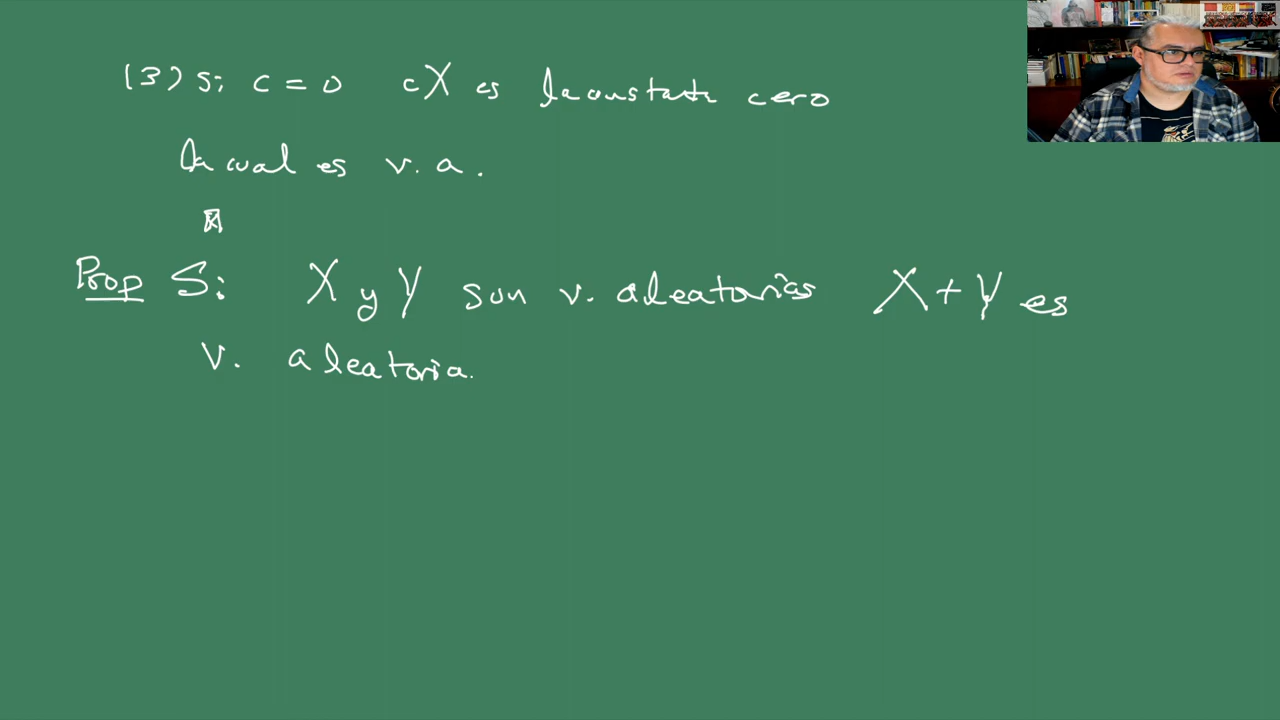 (3) Si c = 0 cX es la constante cero
la cual es v. a.
Prop Si X y Y son v. aleatorias X + Y es
v. aleatoria.